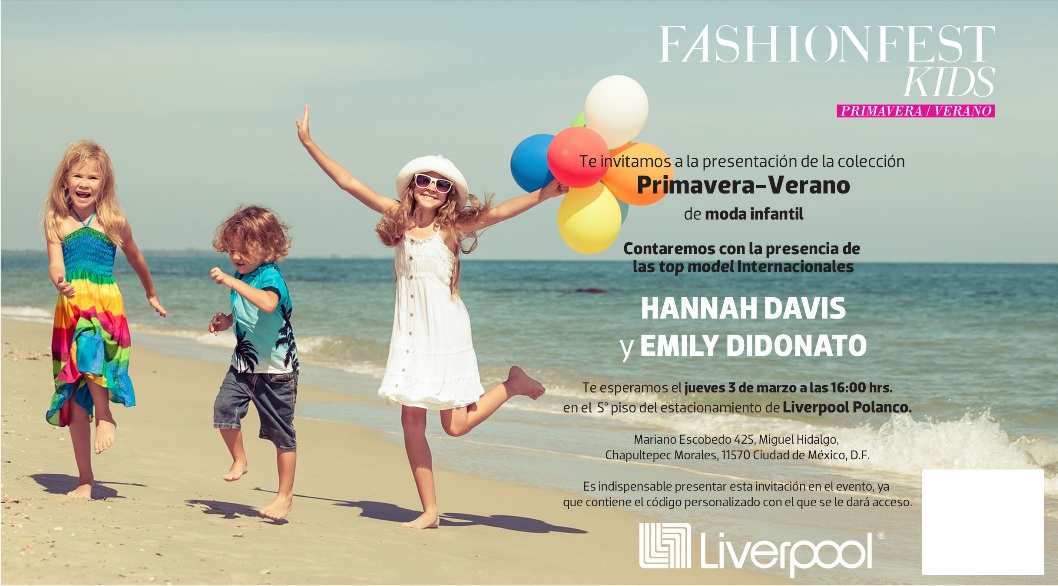 FASHIONFEST
KIDS
PRIMAVERA / VERANO
Te invitamos a la presentación de la colección
Primavera-Verano
de moda infantil
Contaremos con la presencia de
las top model Internacionales
HANNAH DAVIS
y EMILY DIDONATO
Te esperamos el jueves 3 de marzo a las 16:00 hrs.
en el 5° piso del estacionamiento de Liverpool Polanco.
Mariano Escobedo 425, Miguel Hidalgo,
Chapultepec Morales, 11570 Ciudad de México, D.F.
Es indispensable presentar esta invitación en el evento, ya
que contiene el código personalizado con el que se le dará acceso.
Liverpool®